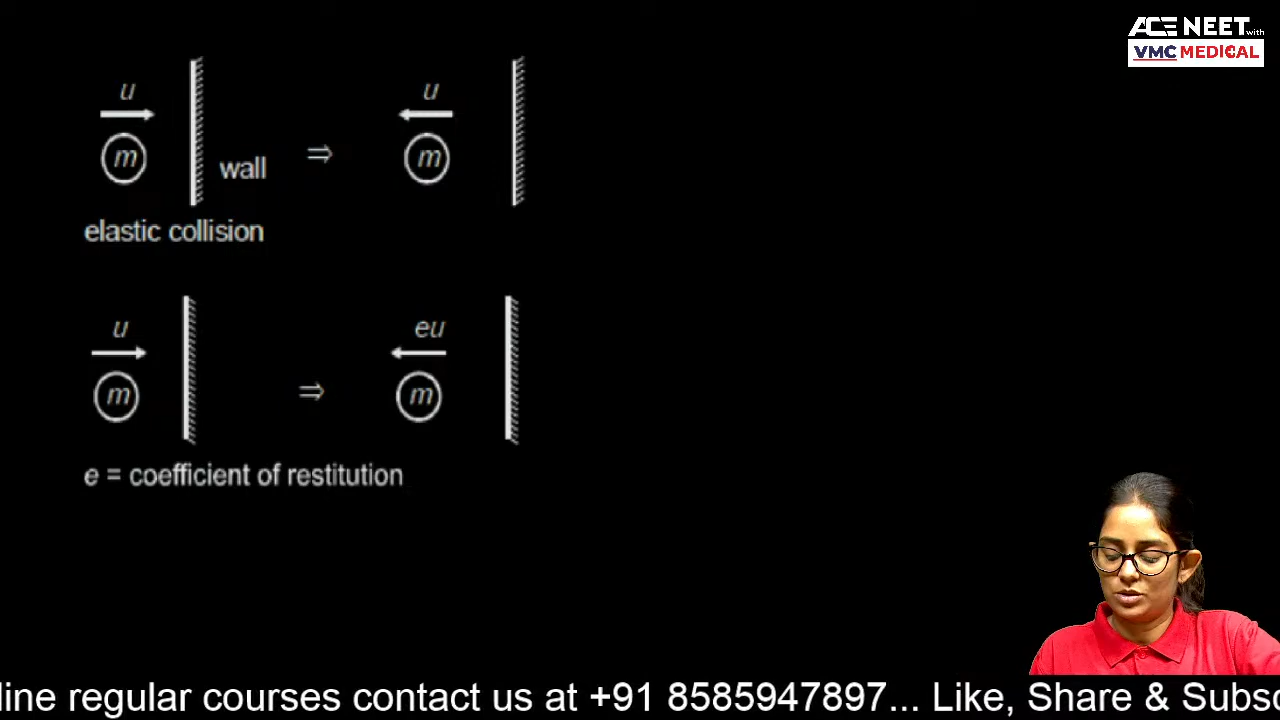 ACE NEET with
VMC MEDICAL
u
u
m
wall
⇒
m
elastic collision
u
eu
m
⇒
m
e = coefficient of restitution
line regular courses contact us at +91 8585947897... Like, Share & Subsc